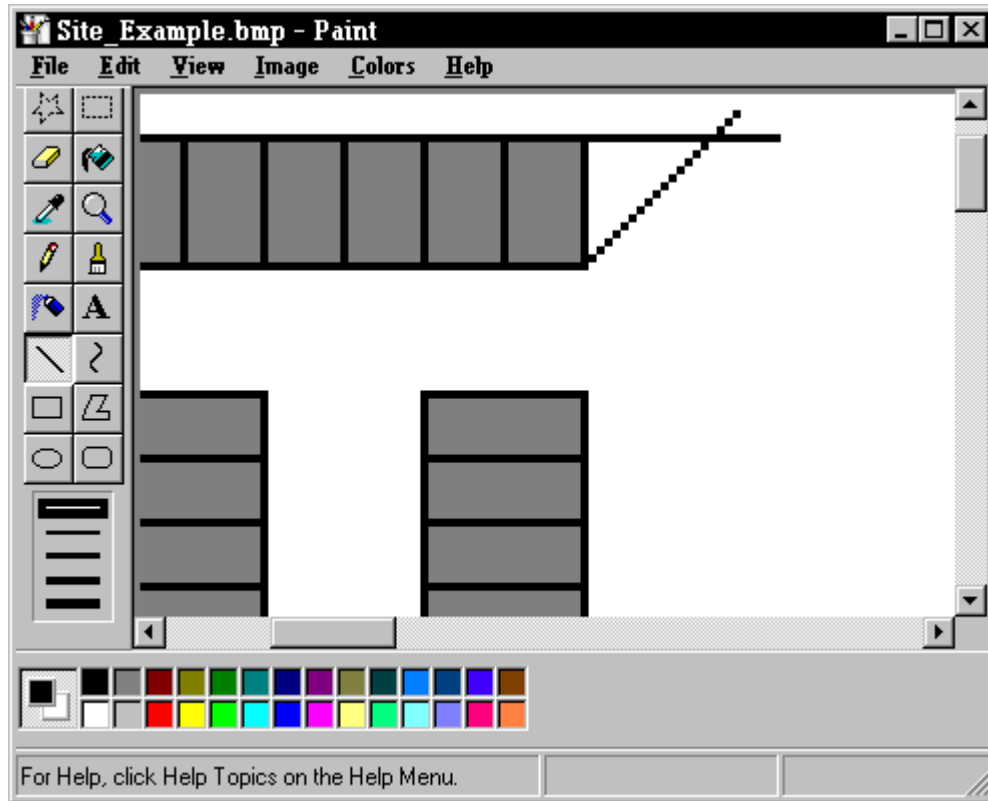 Site_Example.bmp - Paint
File Edit View Image Colors Help
A
For Help, click Help Topics on the Help Menu.